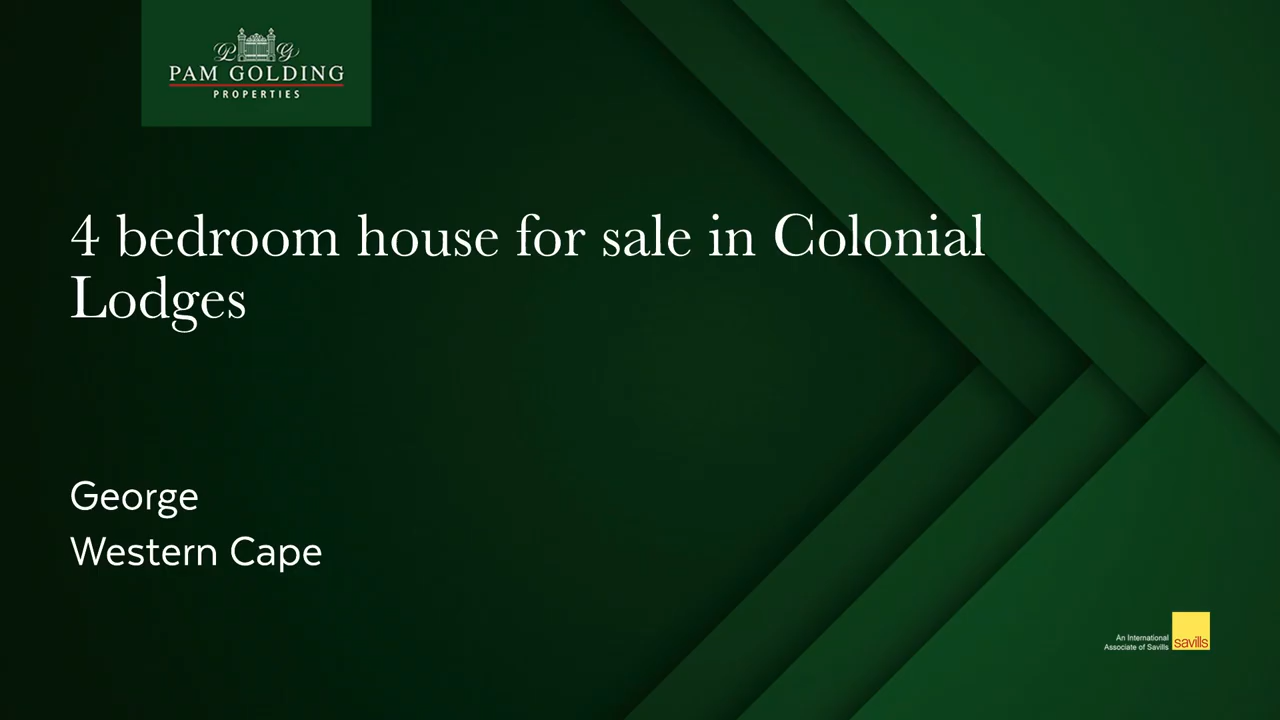 P G
PAM GOLDING
PROPERTIES
4 bedroom house for sale in Colonial
Lodges
George
Western Cape
An International
Associate of Savills
savills